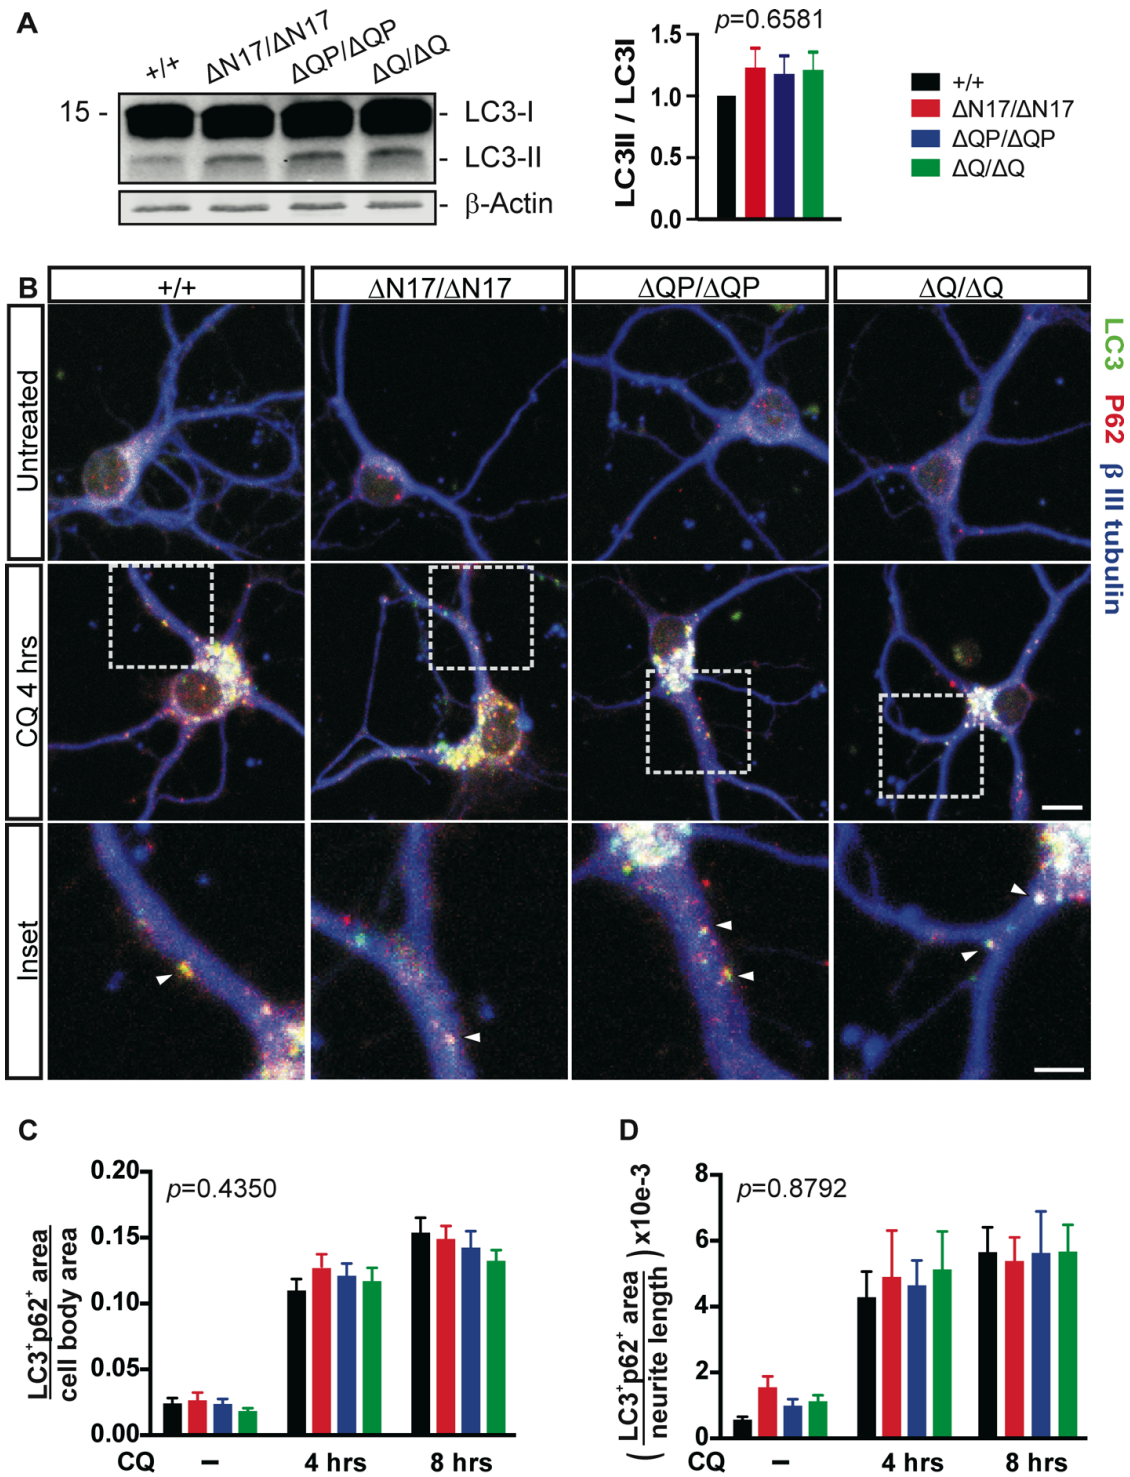 A
+/+
ΔN17/ΔN17
ΔQP/ΔQP
ΔQ/ΔQ
15 -
- LC3-I
- LC3-II
- β-Actin
p=0.6581
LC3II / LC3I
1.5
1.0
0.5
0.0
+/+
ΔN17/ΔN17
ΔQP/ΔQP
ΔQ/ΔQ
B
+/+
ΔN17/ΔN17
ΔQP/ΔQP
ΔQ/ΔQ
Untreated
CQ 4 hrs
Inset
LC3 P62 β III tubulin
C
p=0.4350
LC3⁺p62⁺ area
cell body area
0.20
0.15
0.10
0.05
0.00
CQ – 4 hrs 8 hrs
D
p=0.8792
(LC3⁺p62⁺ area
neurite length) x10e-3
8
6
4
2
0
CQ – 4 hrs 8 hrs